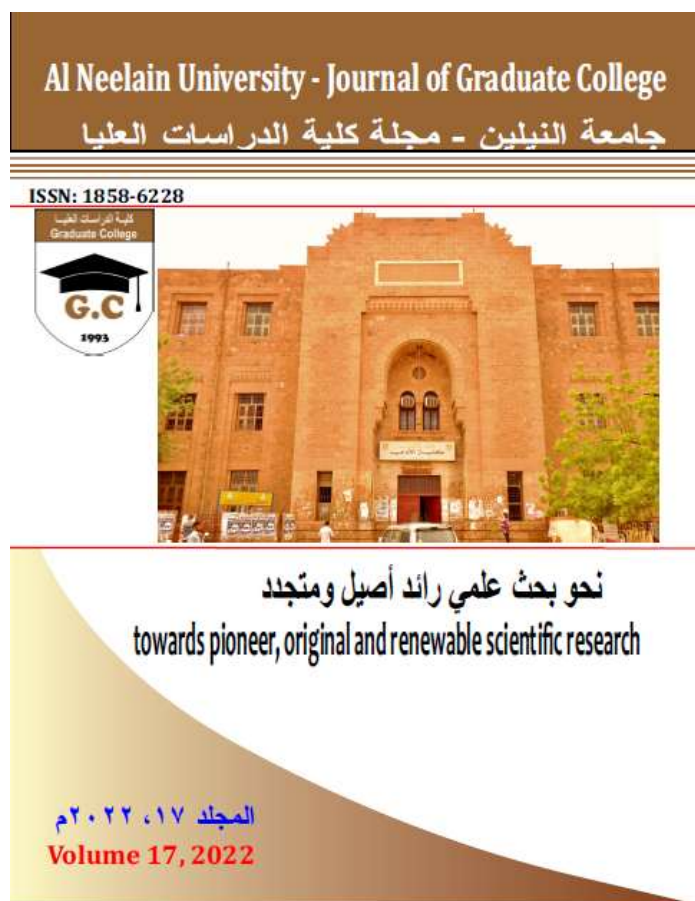 Al Neelain University - Journal of Graduate College
جامعة النيلين - مجلة كلية الدراسات العليا
ISSN: 1858-6228
كلية الدراسات العليا
Graduate College
G.C
1993
نحو بحث علمي رائد أصيل ومتجدد
towards pioneer, original and renewable scientific research
المجلد ١٧، ٢٠٢٢م
Volume 17, 2022